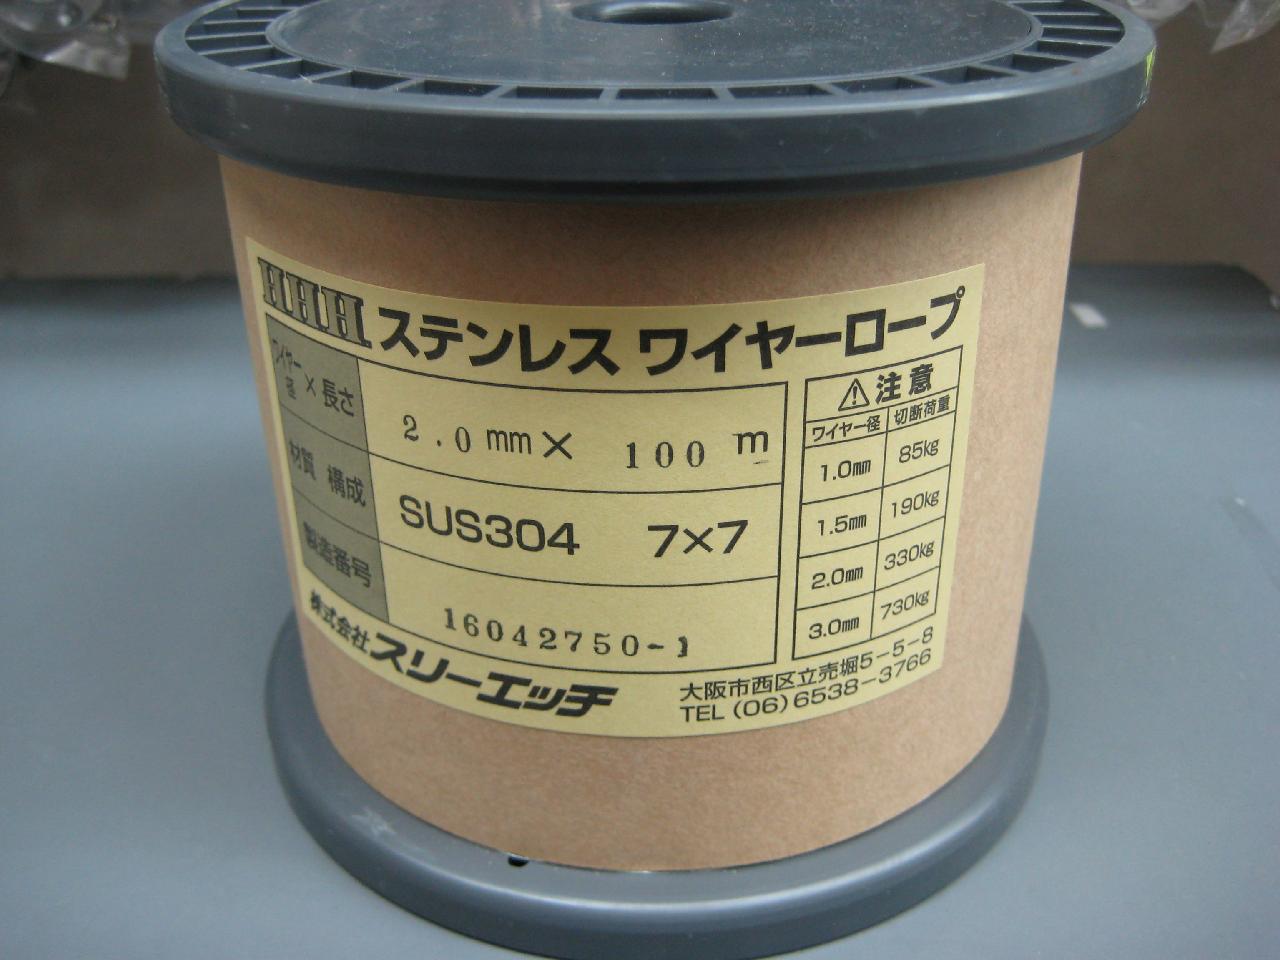 HHH ステンレス ワイヤーロープ
ワイヤー径 × 長さ
2.0 mm × 100 m
材質 構成
SUS304 7×7
製造番号
16042750-1
⚠注意
ワイヤー径 切断荷重
1.0mm 85kg
1.5mm 190kg
2.0mm 330kg
3.0mm 730kg
株式会社 スリーエッチ
大阪市西区立売堀5-5-8
TEL (06) 6538-3766